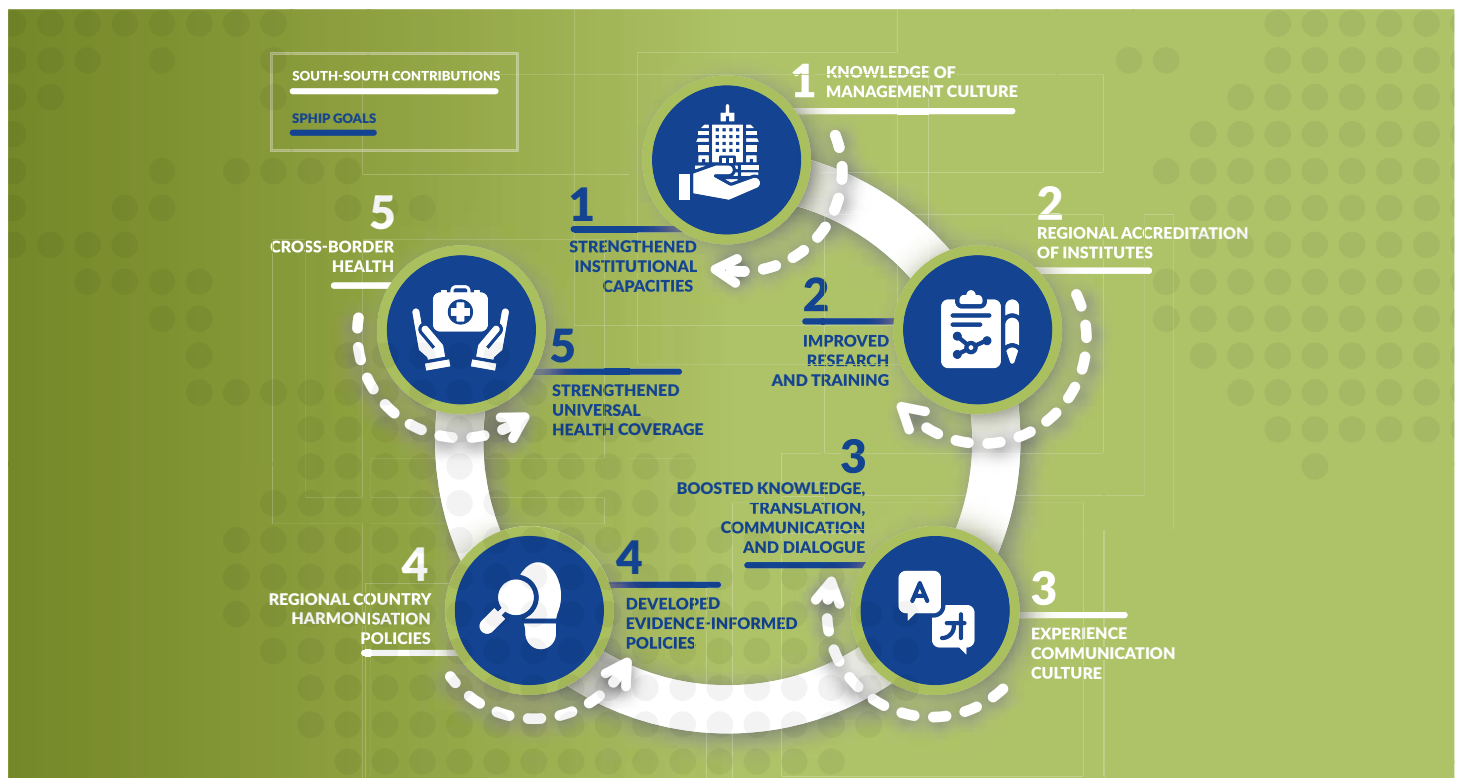 SOUTH-SOUTH CONTRIBUTIONS
SPHIP GOALS
1
KNOWLEDGE OF
MANAGEMENT CULTURE
1
STRENGTHENED
INSTITUTIONAL
CAPACITIES
2
REGIONAL ACCREDITATION
OF INSTITUTES
2
IMPROVED
RESEARCH
AND TRAINING
3
BOOSTED KNOWLEDGE,
TRANSLATION,
COMMUNICATION
AND DIALOGUE
3
EXPERIENCE
COMMUNICATION
CULTURE
A
4
REGIONAL COUNTRY
HARMONISATION
POLICIES
4
DEVELOPED
EVIDENCE-INFORMED
POLICIES
5
CROSS-BORDER
HEALTH
5
STRENGTHENED
UNIVERSAL
HEALTH COVERAGE